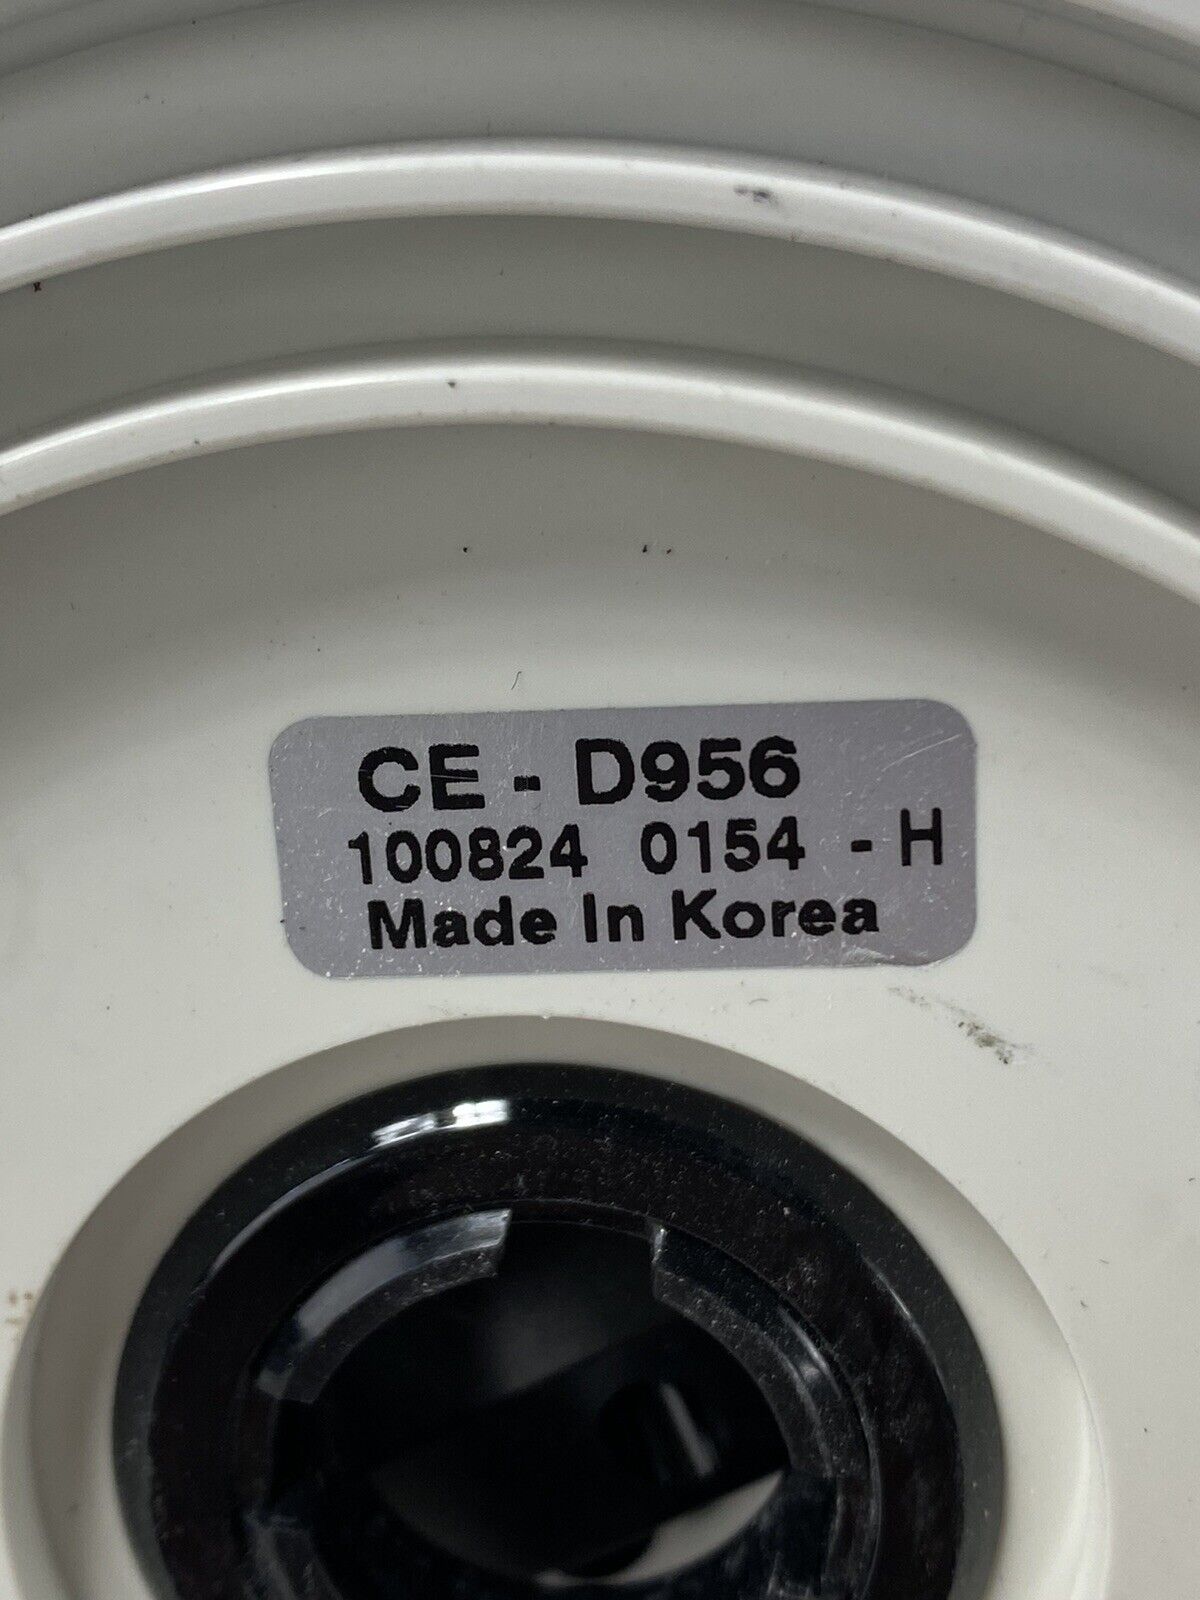 CE - D956
100824 0154 - H
Made In Korea